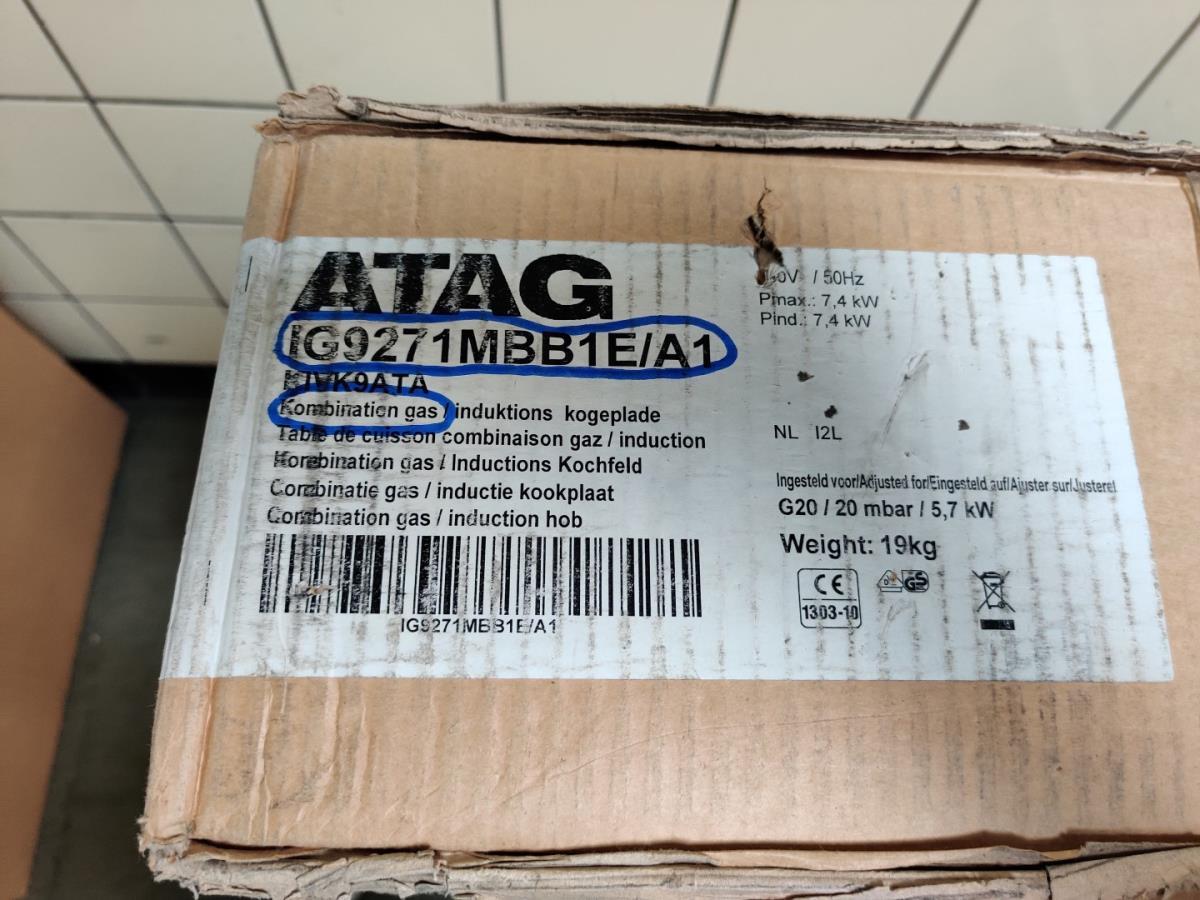 ATAG
IG9271MBB1E/A1
KIVK9ATA
Kombination gas / induktions kogeplade
Table de cuisson combinaison gaz / induction
Kombination gas / Inductions Kochfeld
Combinatie gas / inductie kookplaat
Combination gas / induction hob
IG9271MBB1E/A1
/ 50Hz
Pmax.: 7,4 kW
Pind.: 7,4 kW
NL I2L
Ingesteld voor/Adjusted for/Eingesteld auf/Ajuster sur/Justeret
G20 / 20 mbar / 5,7 kW
Weight: 19kg
CE
1303-10
GS